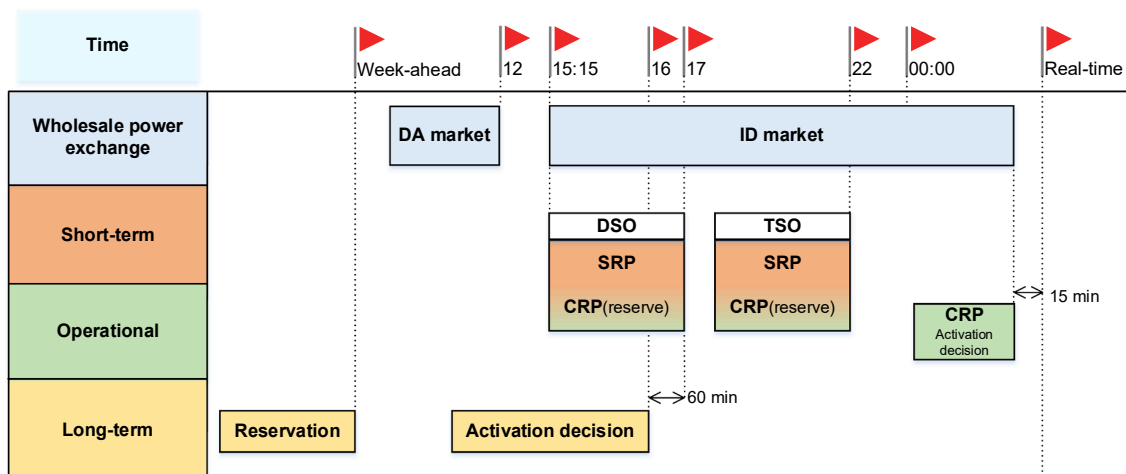 Time
Week-ahead
12
15:15
16
17
22
00:00
Real-time
Wholesale power
exchange
DA market
ID market
Short-term
DSO
TSO
SRP
SRP
CRP(reserve)
CRP(reserve)
15 min
Operational
CRP
Activation
decision
60 min
Long-term
Reservation
Activation decision